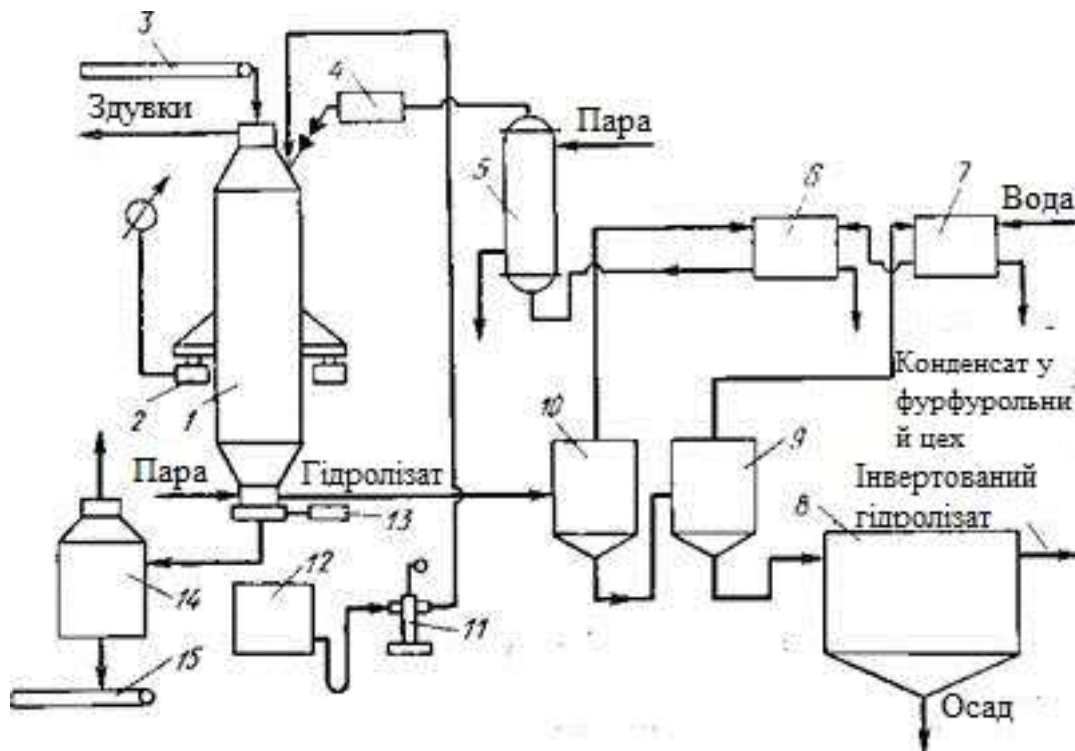 3
Здувки
4
Пара
5
6
7
Вода
2
1
10
9
Конденсат у
фурфурольни
й цех
Пара
Гідролізат
Інвертований
гідролізат
8
13
14
12
11
15
Осад